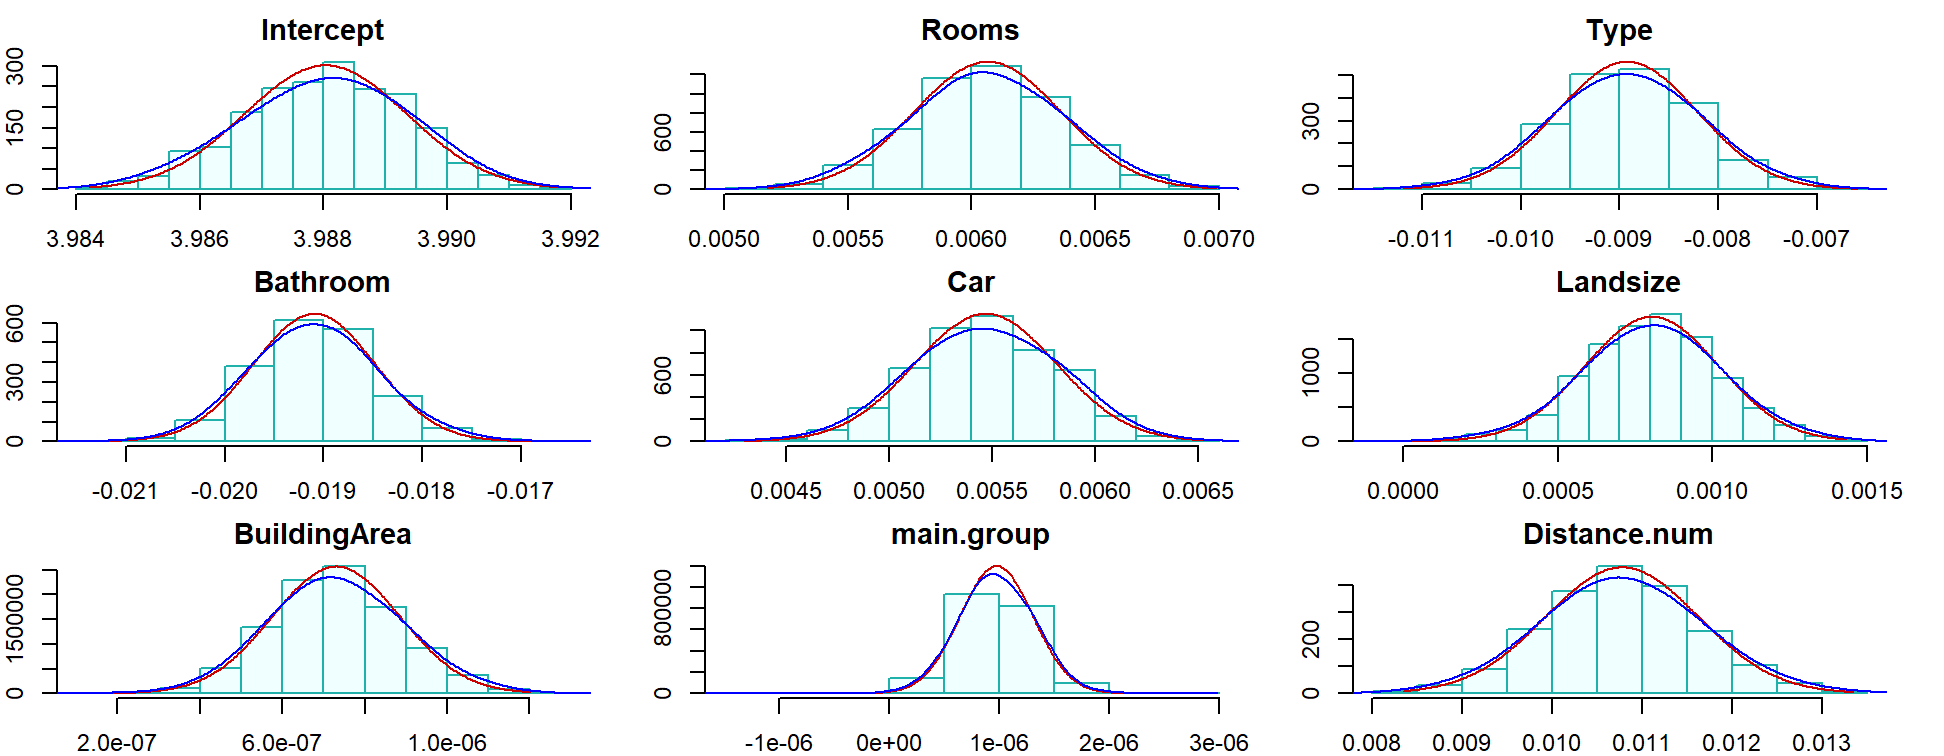 Intercept
Rooms
Type
0 150 300
0 600
0 300
3.984 3.986 3.988 3.990 3.992
0.0050 0.0055 0.0060 0.0065 0.0070
-0.011 -0.010 -0.009 -0.008 -0.007
Bathroom
Car
Landsize
0 300 600
0 600
0 1000
-0.021 -0.020 -0.019 -0.018 -0.017
0.0045 0.0050 0.0055 0.0060 0.0065
0.0000 0.0005 0.0010 0.0015
BuildingArea
main.group
Distance.num
0 1500000
0 800000
0 200
2.0e-07 6.0e-07 1.0e-06
-1e-06 0e+00 1e-06 2e-06 3e-06
0.008 0.009 0.010 0.011 0.012 0.013